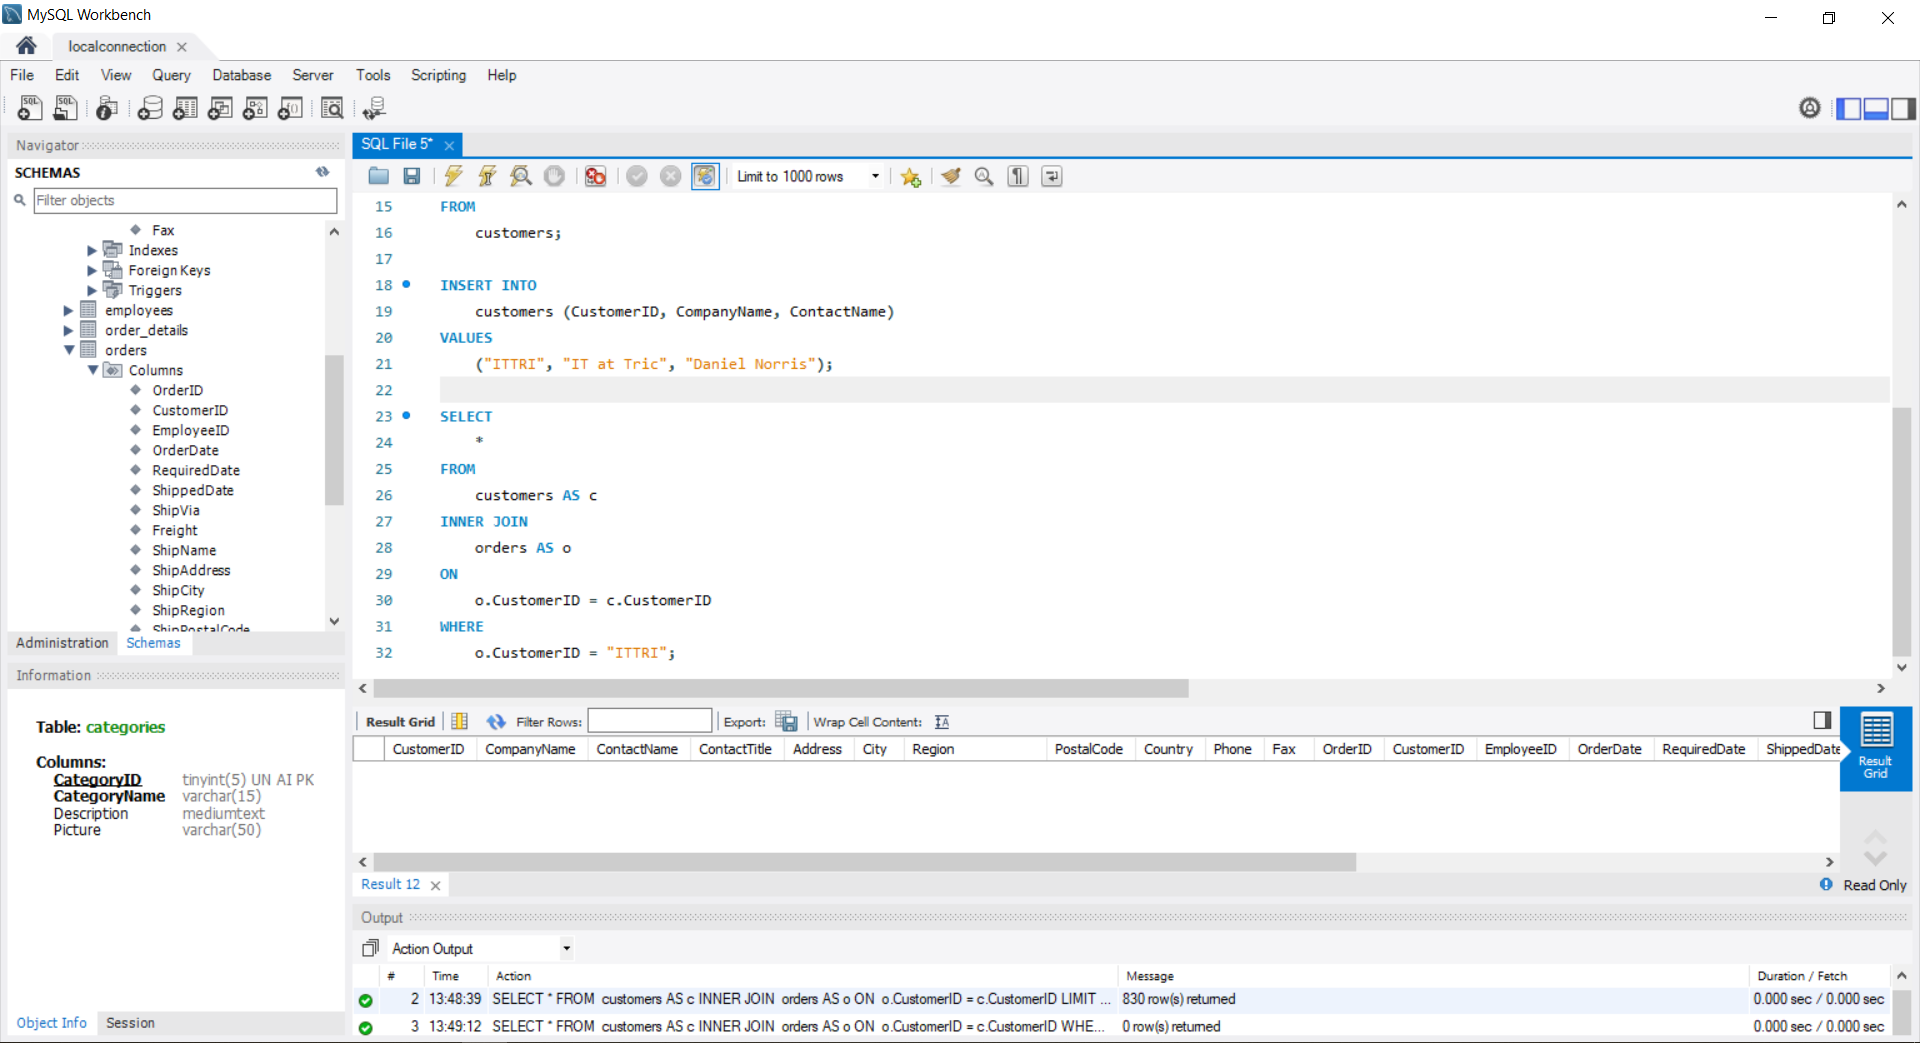 MySQL Workbench
localconnection
File Edit View Query Database Server Tools Scripting Help
Navigator
SCHEMAS
Filter objects
Fax
Indexes
Foreign Keys
Triggers
employees
order_details
orders
Columns
OrderID
CustomerID
EmployeeID
OrderDate
RequiredDate
ShippedDate
ShipVia
Freight
ShipName
ShipAddress
ShipCity
ShipRegion
ShipPostalCode
Administration Schemas
Information
Table: categories
Columns:
CategoryID tinyint(5) UN AI PK
CategoryName varchar(15)
Description mediumtext
Picture varchar(50)
Object Info Session
SQL File 5*
Limit to 1000 rows
15 FROM
16 customers;
17
18 INSERT INTO
19 customers (CustomerID, CompanyName, ContactName)
20 VALUES
21 ("ITTRI", "IT at Tric", "Daniel Norris");
22
23 SELECT
24 *
25 FROM
26 customers AS c
27 INNER JOIN
28 orders AS o
29 ON
30 o.CustomerID = c.CustomerID
31 WHERE
32 o.CustomerID = "ITTRI";
Result Grid Filter Rows: Export: Wrap Cell Content:
CustomerID CompanyName ContactName ContactTitle Address City Region PostalCode Country Phone Fax OrderID CustomerID EmployeeID OrderDate RequiredDate ShippedDate
Result Grid
Result 12
Read Only
Output
Action Output
# Time Action Message Duration / Fetch
2 13:48:39 SELECT * FROM customers AS c INNER JOIN orders AS o ON o.CustomerID = c.CustomerID LIMIT ... 830 row(s) returned 0.000 sec / 0.000 sec
3 13:49:12 SELECT * FROM customers AS c INNER JOIN orders AS o ON o.CustomerID = c.CustomerID WHE... 0 row(s) returned 0.000 sec / 0.000 sec